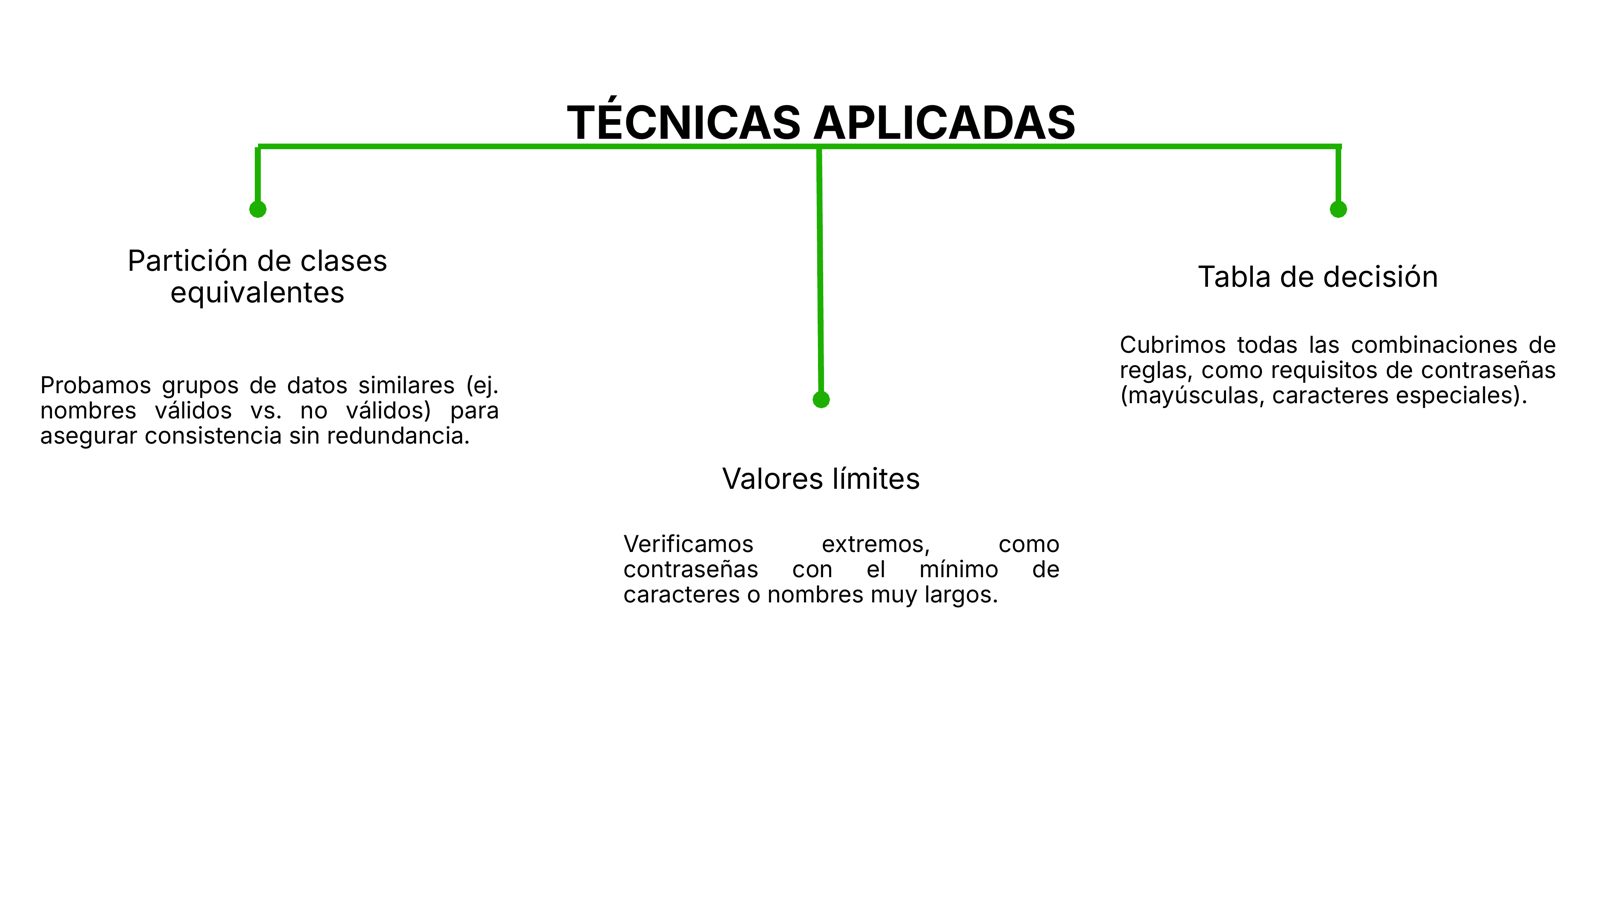 TÉCNICAS APLICADAS
Partición de clases
equivalentes
Probamos grupos de datos similares (ej.
nombres válidos vs. no válidos) para
asegurar consistencia sin redundancia.
Valores límites
Verificamos extremos, como
contraseñas con el mínimo de
caracteres o nombres muy largos.
Tabla de decisión
Cubrimos todas las combinaciones de
reglas, como requisitos de contraseñas
(mayúsculas, caracteres especiales).